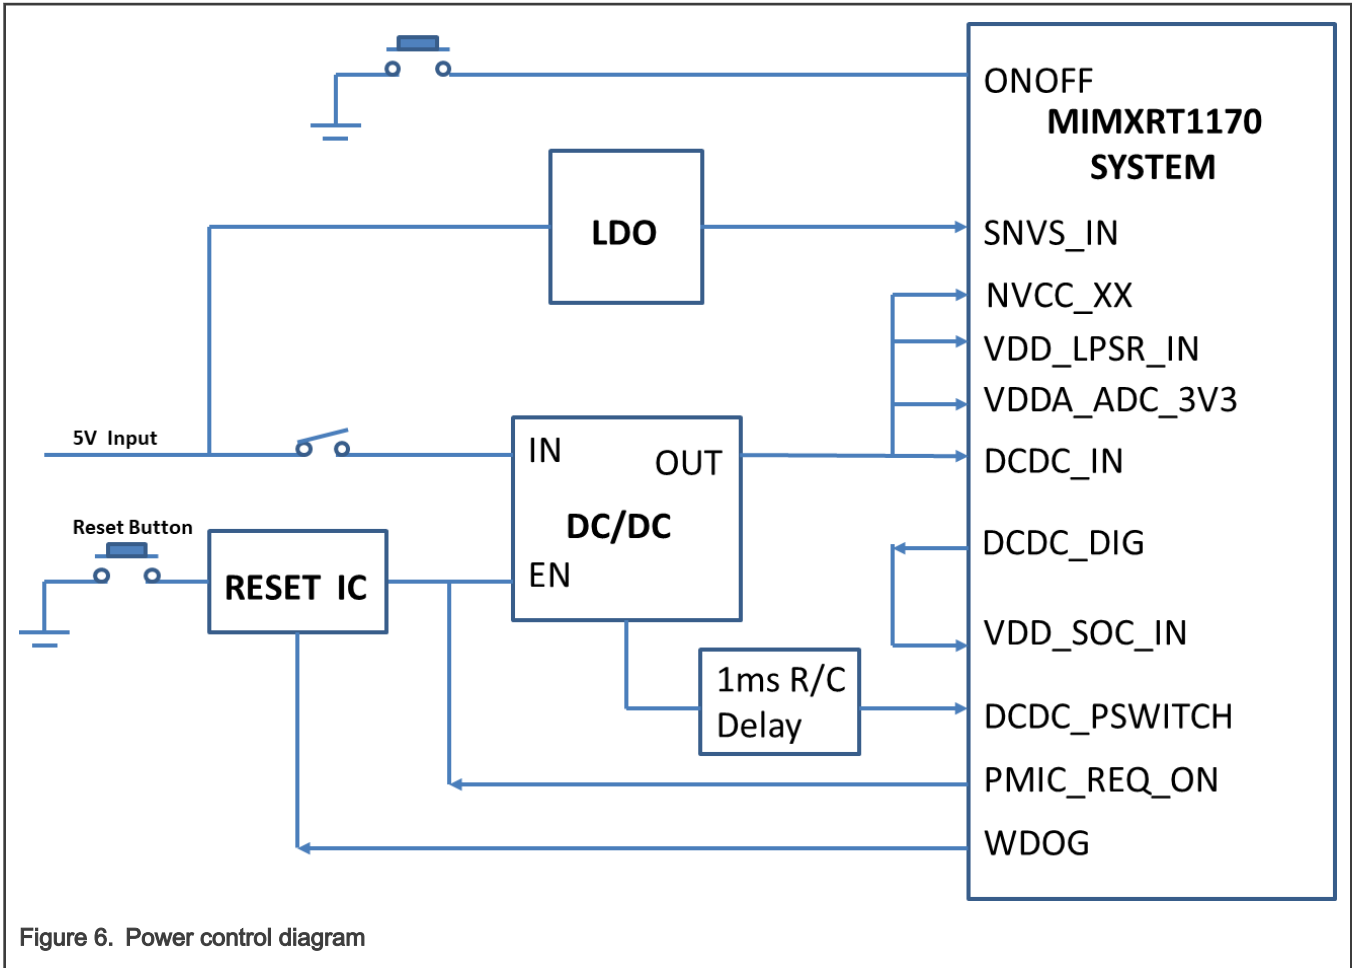 ONOFF
MIMXRT1170
SYSTEM
LDO
SNVS_IN
NVCC_XX
VDD_LPSR_IN
VDDA_ADC_3V3
5V Input
IN
OUT
DCDC_IN
DC/DC
Reset Button
DCDC_DIG
RESET IC
EN
VDD_SOC_IN
1ms R/C
Delay
DCDC_PSWITCH
PMIC_REQ_ON
WDOG
Figure 6. Power control diagram